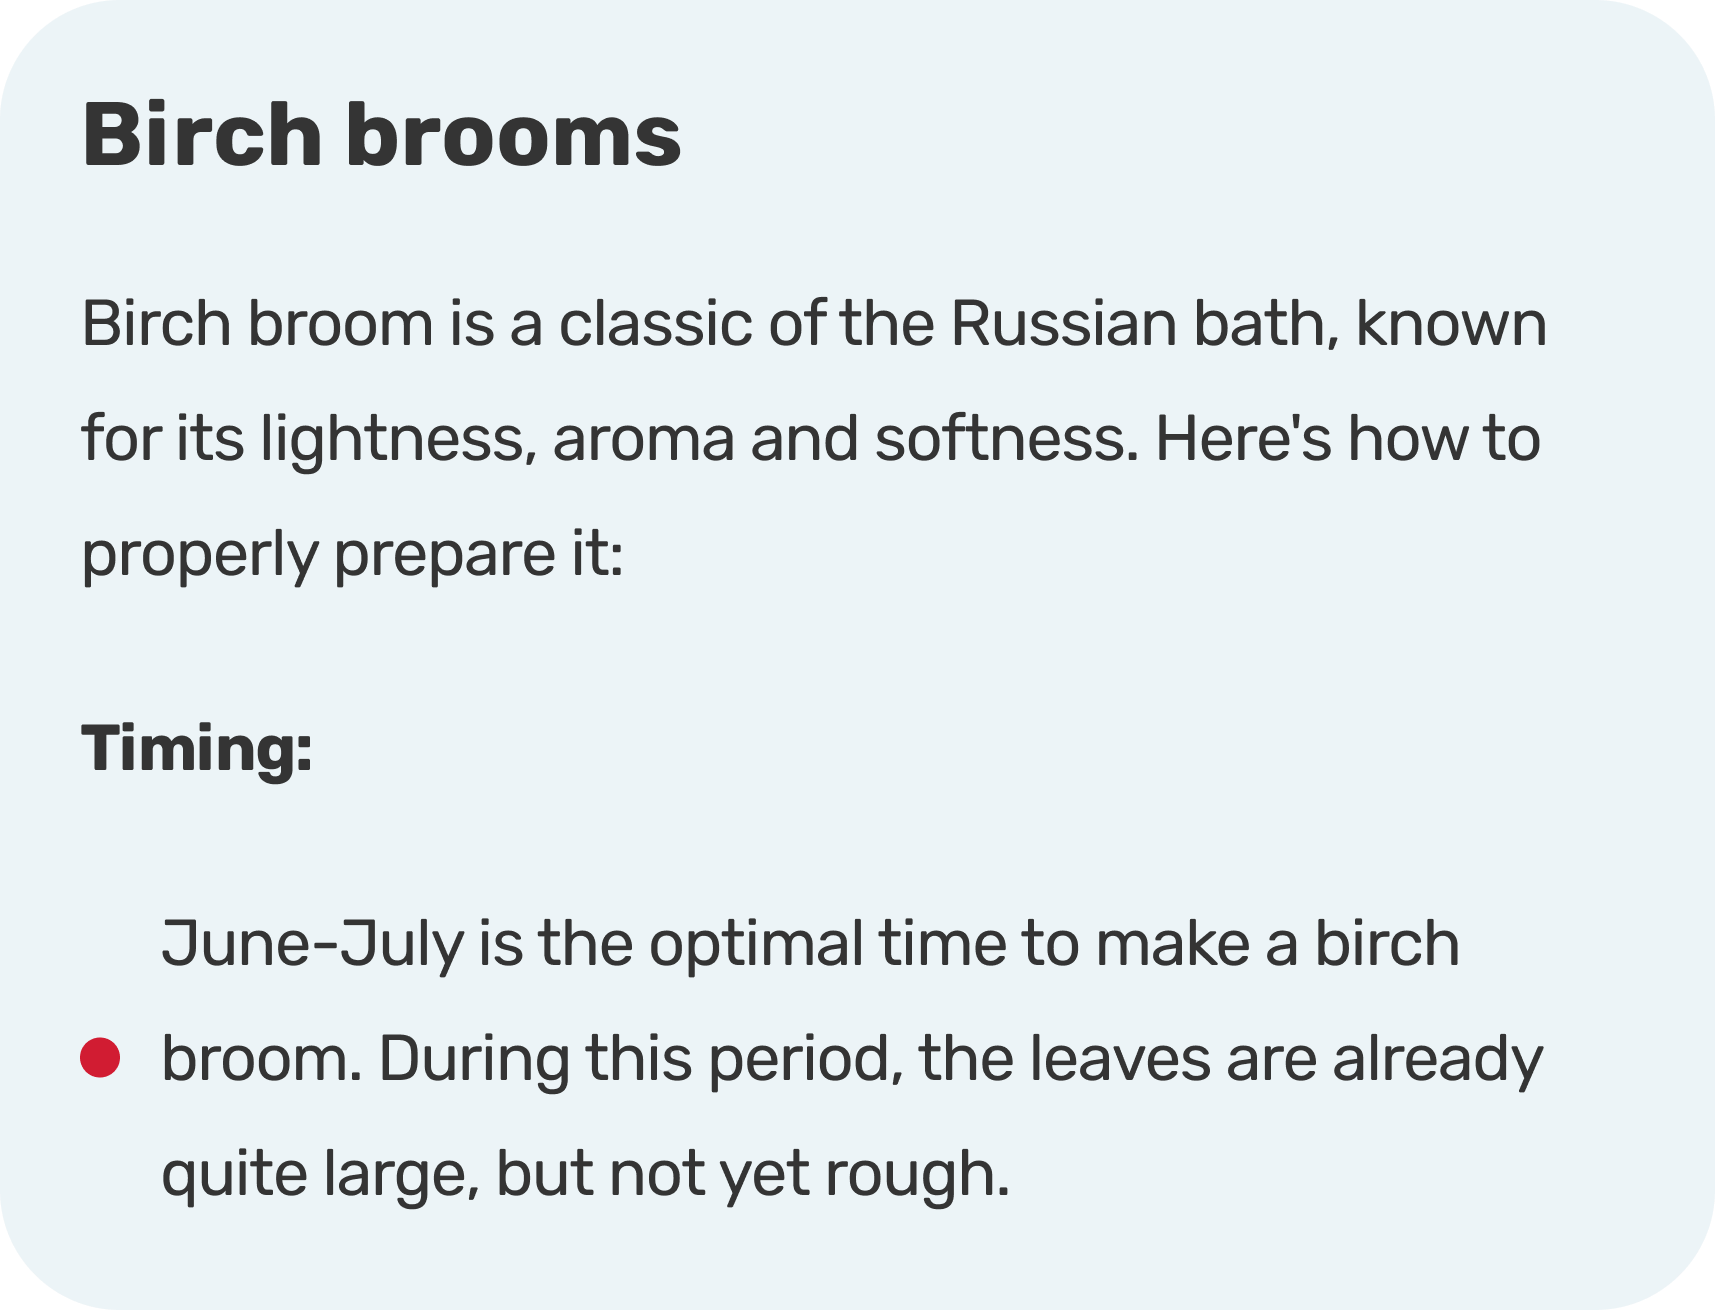 Birch brooms
Birch broom is a classic of the Russian bath, known
for its lightness, aroma and softness. Here's how to
properly prepare it:
Timing:
June-July is the optimal time to make a birch
broom. During this period, the leaves are already
quite large, but not yet rough.